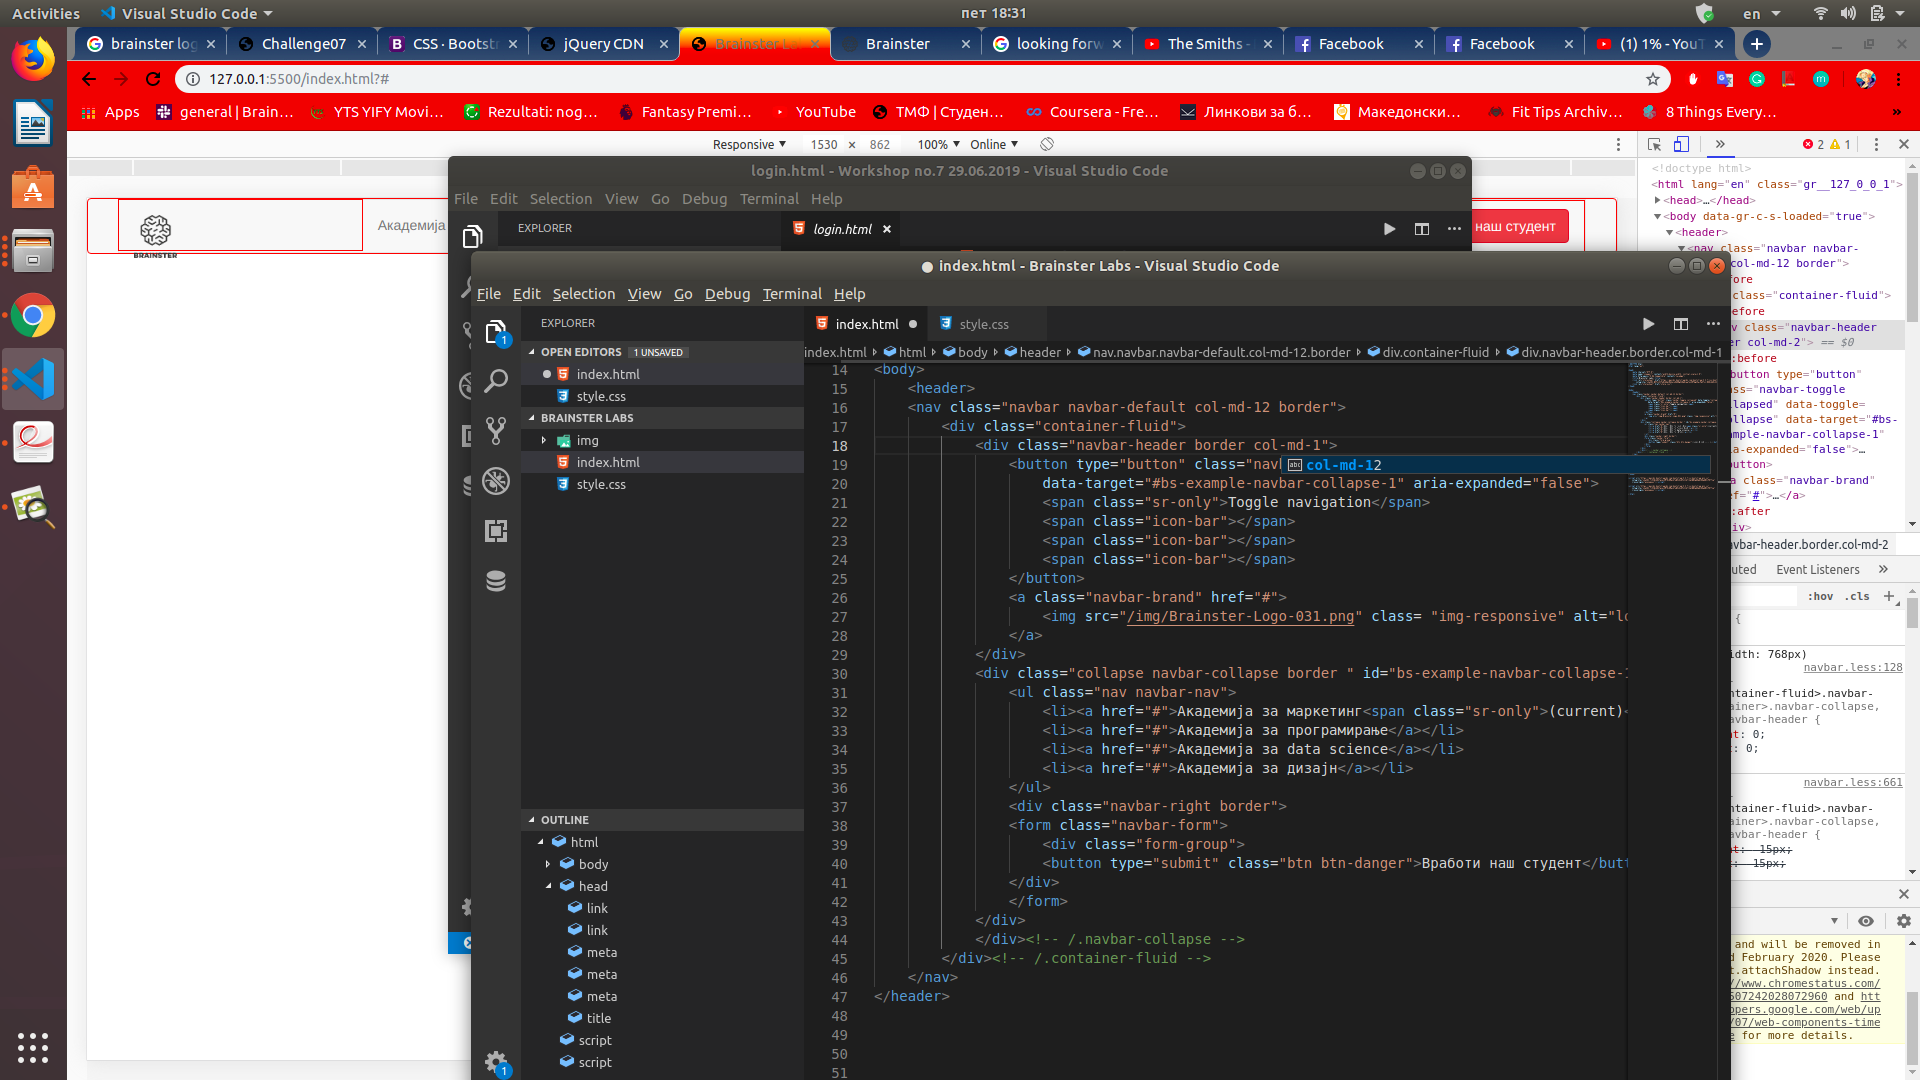 Activities
Visual Studio Code
пет 18:31
en
brainster log
Challenge07
CSS · Bootstr
jQuery CDN
Brainster La
Brainster
looking forw
The Smiths -
Facebook
Facebook
(1) 1% - YouT
127.0.0.1:5500/index.html?#
Apps
general | Brain…
YTS YIFY Movi…
Rezultati: nog…
Fantasy Premi…
YouTube
ТМФ | Студен…
Coursera - Fre…
Линкови за б…
Македонски…
Fit Tips Archiv…
8 Things Every…
»
Responsive
1530 × 862
100%
Online
» 2 1
BRAINSTER
Академија
наш студент
login.html - Workshop no.7 29.06.2019 - Visual Studio Code
File Edit Selection View Go Debug Terminal Help
EXPLORER
login.html
index.html - Brainster Labs - Visual Studio Code
File Edit Selection View Go Debug Terminal Help
EXPLORER
index.html
style.css
1
OPEN EDITORS 1 UNSAVED
index.html
style.css
BRAINSTER LABS
img
index.html
style.css
OUTLINE
html
body
head
link
link
meta
meta
meta
title
script
script
1
index.html html body header nav.navbar.navbar-default.col-md-12.border div.container-fluid div.navbar-header.border.col-md-1
14 <body>
15 <header>
16 <nav class="navbar navbar-default col-md-12 border">
17 <div class="container-fluid">
18 <div class="navbar-header border col-md-1">
19 <button type="button" class="nav
col-md-12
20 data-target="#bs-example-navbar-collapse-1" aria-expanded="false">
21 <span class="sr-only">Toggle navigation</span>
22 <span class="icon-bar"></span>
23 <span class="icon-bar"></span>
24 <span class="icon-bar"></span>
25 </button>
26 <a class="navbar-brand" href="#">
27 <img src="/img/Brainster-Logo-031.png" class= "img-responsive" alt="lo
28 </a>
29 </div>
30 <div class="collapse navbar-collapse border " id="bs-example-navbar-collapse-1
31 <ul class="nav navbar-nav">
32 <li><a href="#">Академија за маркетинг<span class="sr-only">(current)<
33 <li><a href="#">Академија за програмирање</a></li>
34 <li><a href="#">Академија за data science</a></li>
35 <li><a href="#">Академија за дизајн</a></li>
36 </ul>
37 <div class="navbar-right border">
38 <form class="navbar-form">
39 <div class="form-group">
40 <button type="submit" class="btn btn-danger">Вработи наш студент</butt
41 </div>
42 </form>
43 </div>
44 </div><!-- /.navbar-collapse -->
45 </div><!-- /.container-fluid -->
46 </nav>
47 </header>
48
49
50
51
<!doctype html>
<html lang="en" class="gr__127_0_0_1">
<head>…</head>
<body data-gr-c-s-loaded="true">
<header>
<nav class="navbar navbar-
col-md-12 border">
fore
class="container-fluid">
fore
v class="navbar-header
er col-md-2"> == $0
:before
button type="button"
ass="navbar-toggle
llapsed" data-toggle=
llapse" data-target="#bs-
ample-navbar-collapse-1"
ia-expanded="false">…
button>
a class="navbar-brand"
ef="#">…</a>
:after
div>
vbar-header.border.col-md-2
uted Event Listeners »
:hov .cls +
{
idth: 768px)
navbar.less:128
ntainer-fluid>.navbar-
ntainer>.navbar-collapse,
avbar-header {
ht: 0;
t: 0;
navbar.less:661
ntainer-fluid>.navbar-
ntainer>.navbar-collapse,
avbar-header {
ht: -15px;
t: -15px;
and will be removed in
d February 2020. Please
t.attachShadow instead.
//www.chromestatus.com/
507242028072960 and htt
opers.google.com/web/up
/07/web-components-time
e for more details.